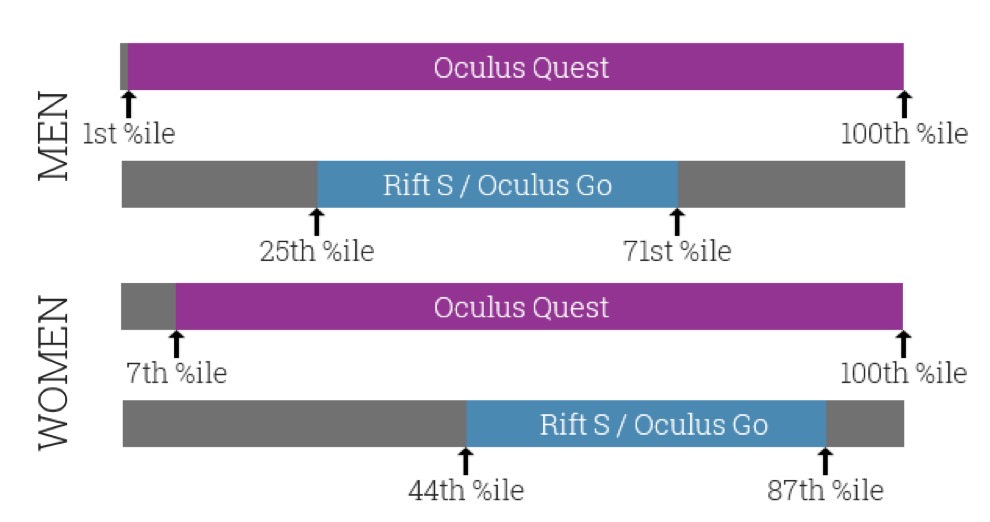 MEN
Oculus Quest
1st %ile
100th %ile
Rift S / Oculus Go
25th %ile
71st %ile
WOMEN
Oculus Quest
7th %ile
100th %ile
Rift S / Oculus Go
44th %ile
87th %ile